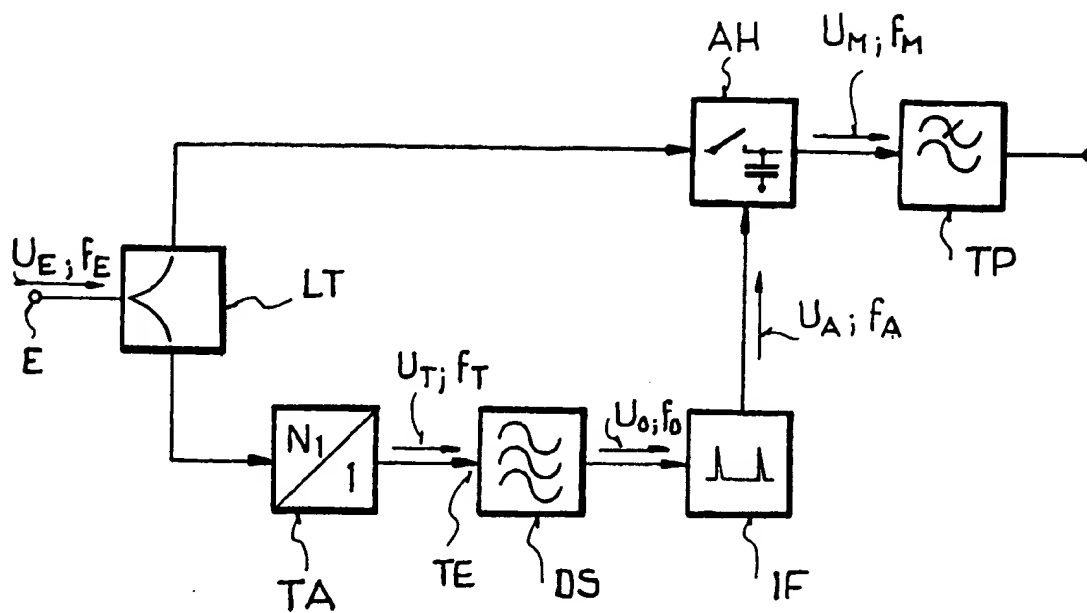 AH
U_M; f_M
TP
U_E; f_E
LT
E
U_A; f_A
U_T; f_T
U_0; f_0
N_1
1
TE
TA
DS
IF